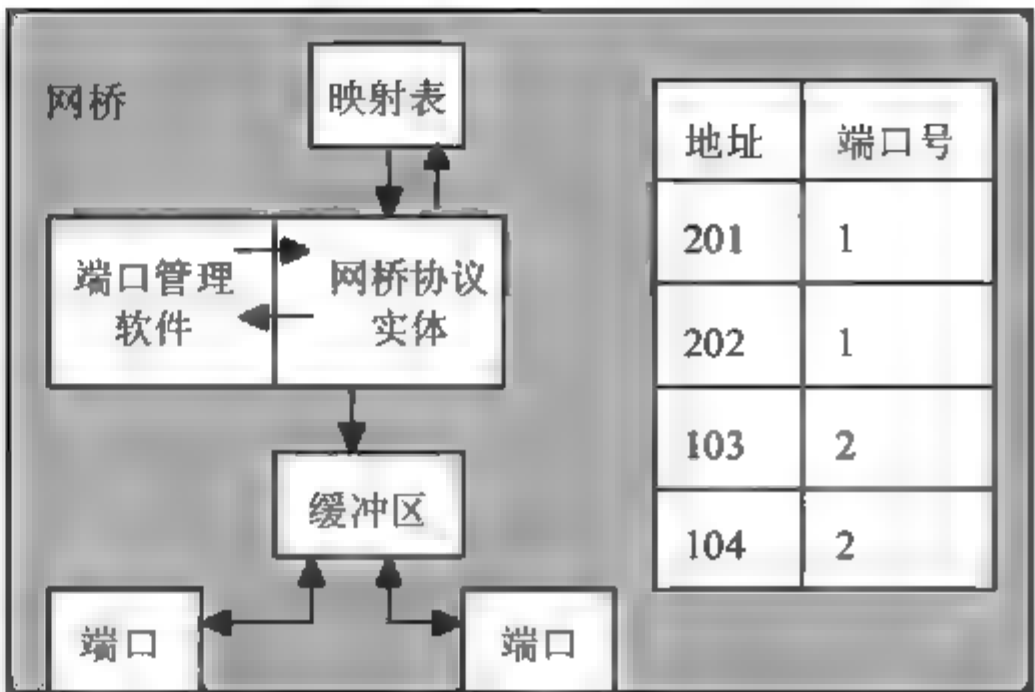 网桥
映射表
端口管理
软件
网桥协议
实体
缓冲区
端口
端口
地址 端口号
201 1
202 1
103 2
104 2